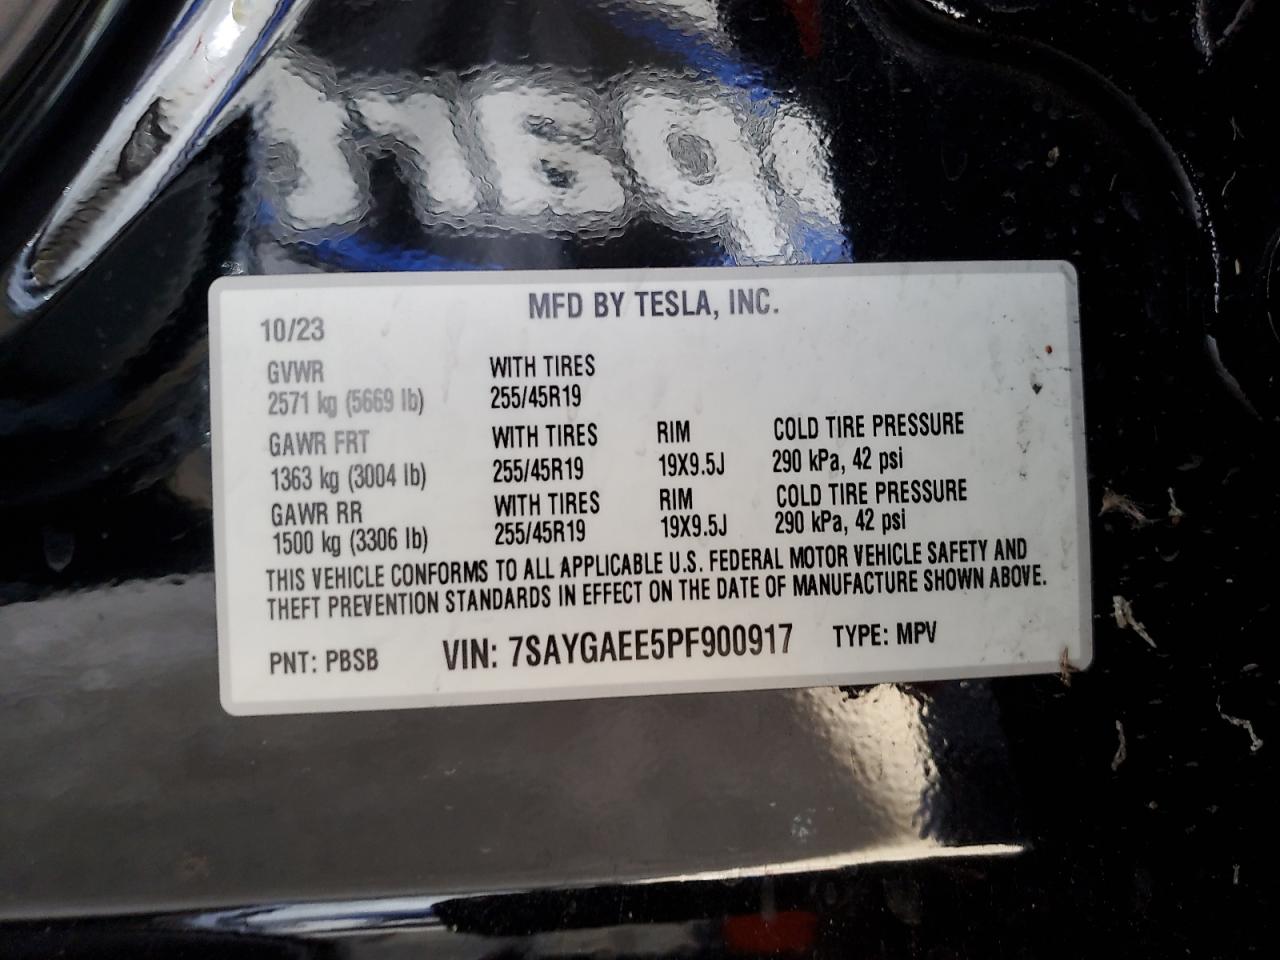 MFD BY TESLA, INC.
10/23
GVWR WITH TIRES
2571 kg (5669 lb) 255/45R19
GAWR FRT WITH TIRES RIM COLD TIRE PRESSURE
1363 kg (3004 lb) 255/45R19 19X9.5J 290 kPa, 42 psi
GAWR RR WITH TIRES RIM COLD TIRE PRESSURE
1500 kg (3306 lb) 255/45R19 19X9.5J 290 kPa, 42 psi
THIS VEHICLE CONFORMS TO ALL APPLICABLE U.S. FEDERAL MOTOR VEHICLE SAFETY AND
THEFT PREVENTION STANDARDS IN EFFECT ON THE DATE OF MANUFACTURE SHOWN ABOVE.
PNT: PBSB VIN: 7SAYGAEE5PF900917 TYPE: MPV